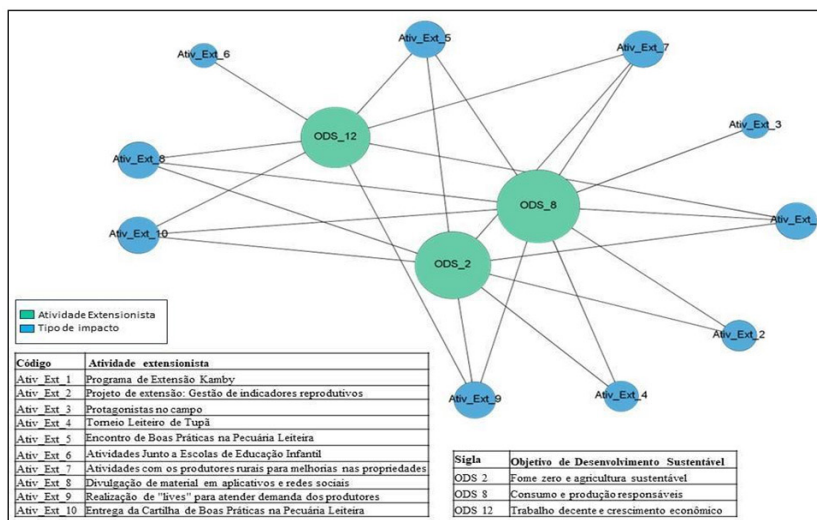 Ativ_Ext_6
Ativ_Ext_5
Ativ_Ext_7
Ativ_Ext_3
ODS_12
Ativ_Ext_8
ODS_8
Ativ_Ext_
Ativ_Ext_10
ODS_2
Ativ_Ext_2
Ativ_Ext_9
Ativ_Ext_4
Atividade Extensionista
Tipo de impacto
Código Atividade extensionista
Ativ_Ext_1 Programa de Extensão Kamby
Ativ_Ext_2 Projeto de extensão: Gestão de indicadores reprodutivos
Ativ_Ext_3 Protagonistas no campo
Ativ_Ext_4 Torneio Leiteiro de Tupã
Ativ_Ext_5 Encontro de Boas Práticas na Pecuária Leiteira
Ativ_Ext_6 Atividades Junto a Escolas de Educação Infantil
Ativ_Ext_7 Atividades com os produtores rurais para melhorias nas propriedades
Ativ_Ext_8 Divulgação de material em aplicativos e redes sociais
Ativ_Ext_9 Realização de "lives" para atender demanda dos produtores
Ativ_Ext_10 Entrega da Cartilha de Boas Práticas na Pecuária Leiteira
Sigla Objetivo de Desenvolvimento Sustentável
ODS 2 Fome zero e agricultura sustentável
ODS 8 Consumo e produção responsáveis
ODS 12 Trabalho decente e crescimento econômico